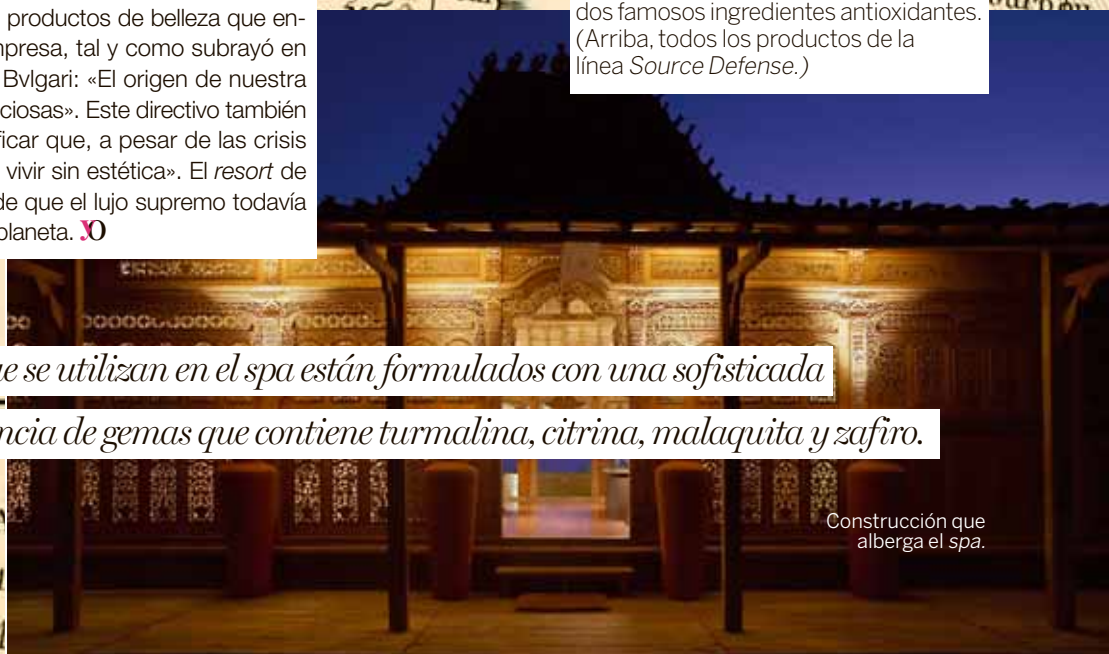 productos de belleza que en-
mpresa, tal y como subrayó en
Bvlgari: «El origen de nuestra
ciosas». Este directivo también
ficar que, a pesar de las crisis
vivir sin estética». El resort de
de que el lujo supremo todavía
planeta. YO
dos famosos ingredientes antioxidantes.
(Arriba, todos los productos de la
línea Source Defense.)
ue se utilizan en el spa están formulados con una sofisticada
ncia de gemas que contiene turmalina, citrina, malaquita y zafiro.
Construcción que
alberga el spa.